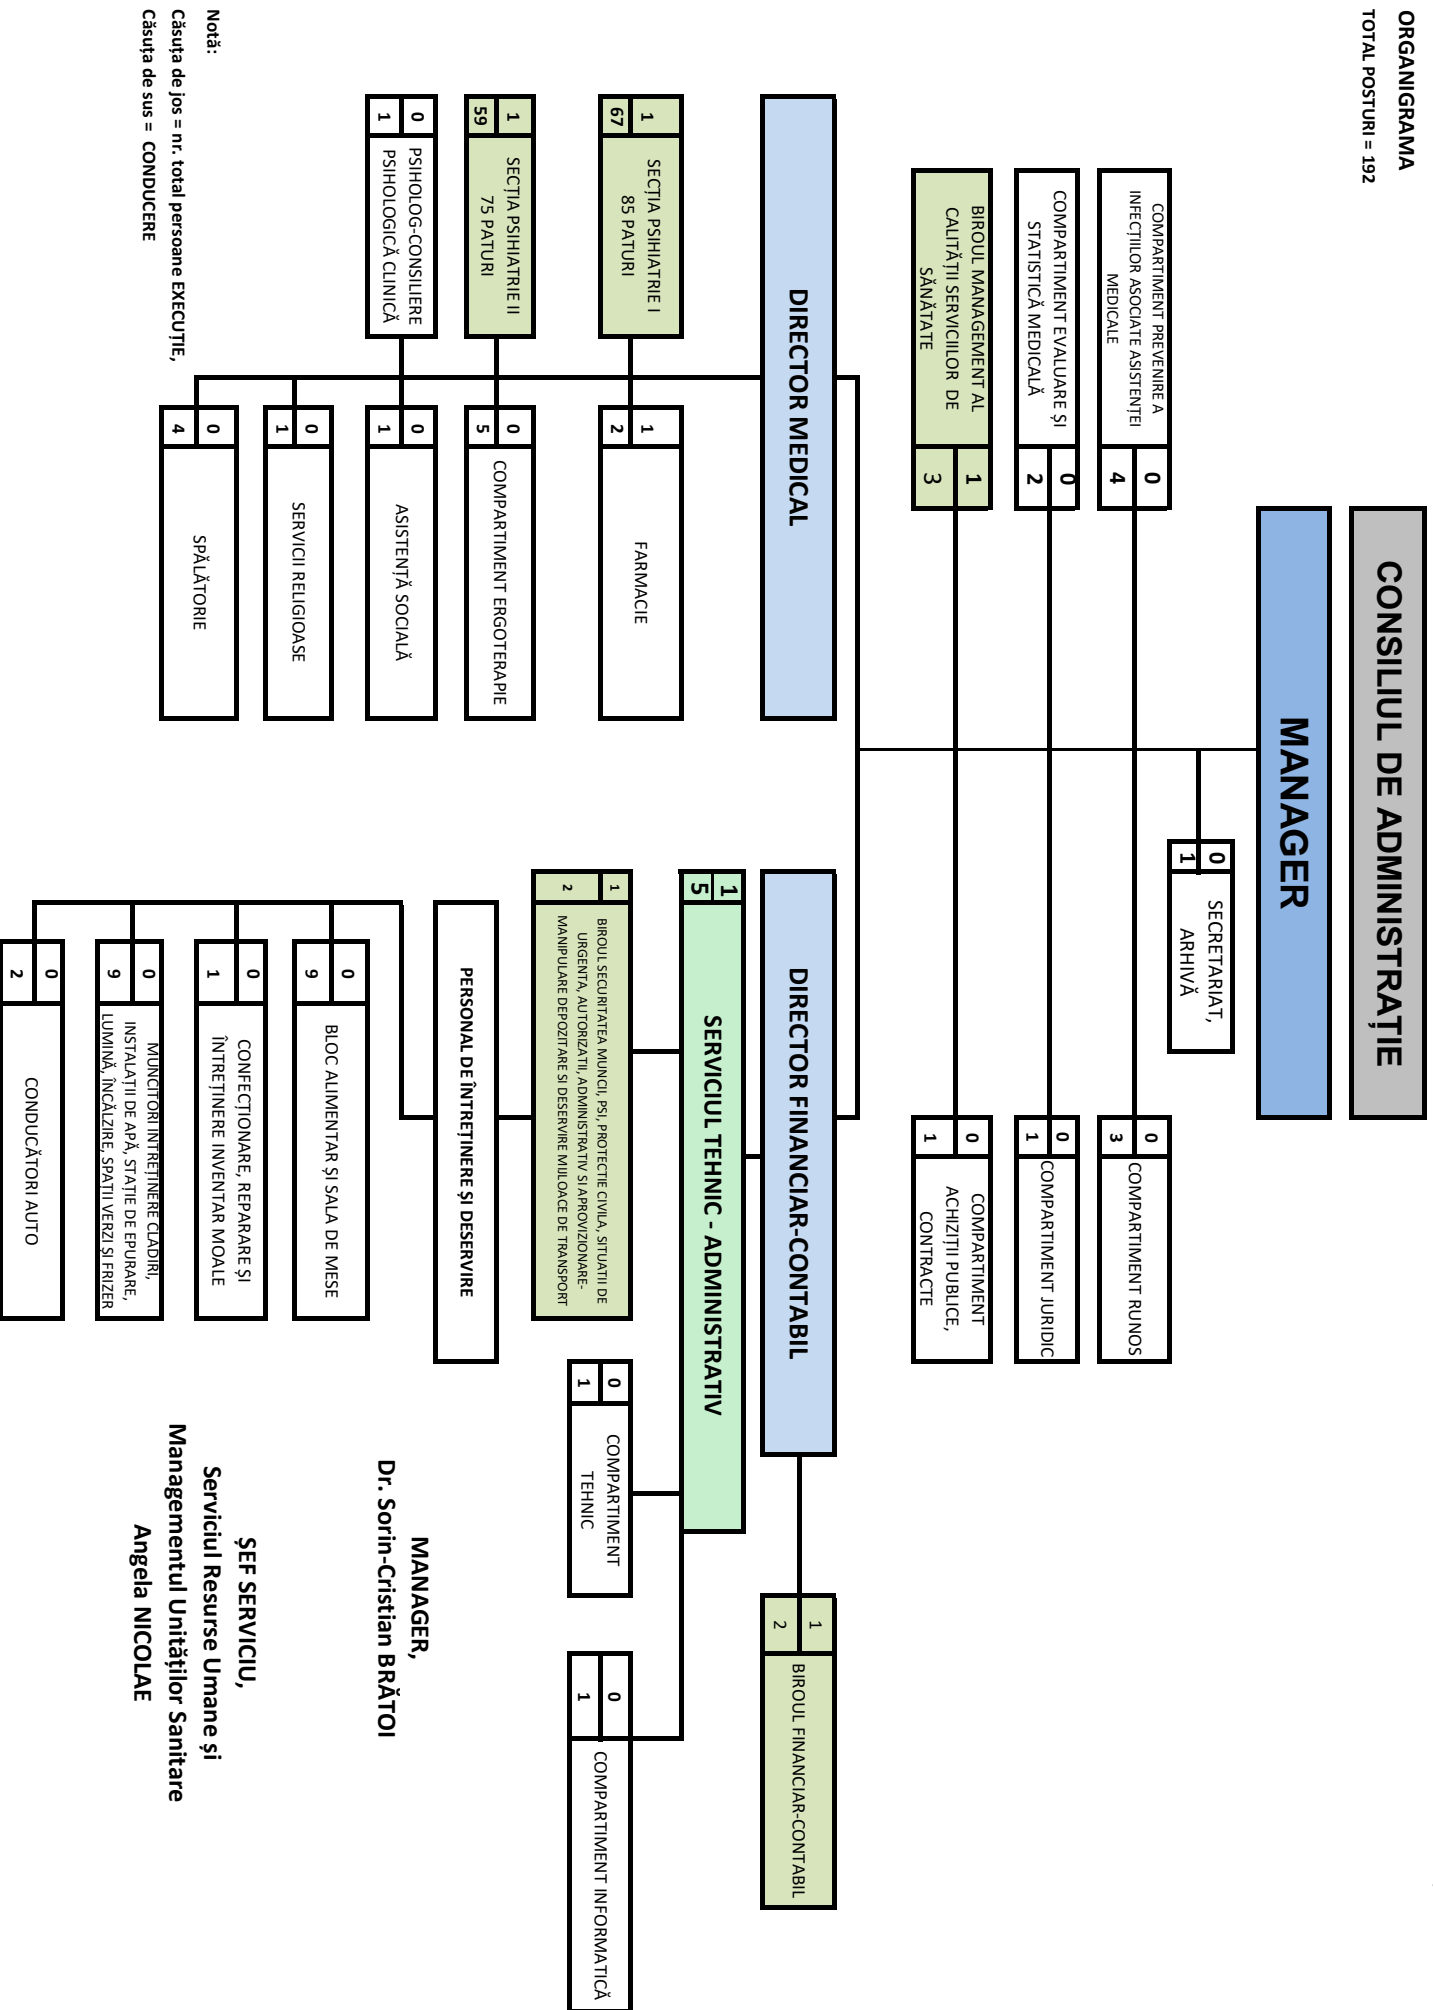 ORGANIGRAMA
TOTAL POSTURI = 192
CONSILIUL DE ADMINISTRAȚIE
MANAGER
0
1
SECRETARIAT,
ARHIVĂ
COMPARTIMENT PREVENIRE A
INFECȚIILOR ASOCIATE ASISTENȚEI
MEDICALE
0
4
0
3
COMPARTIMENT RUNOS
COMPARTIMENT EVALUARE ȘI
STATISTICĂ MEDICALĂ
0
2
0
1
COMPARTIMENT JURIDIC
BIROUL MANAGEMENT AL
CALITĂȚII SERVICIILOR DE
SĂNĂTATE
1
3
0
1
COMPARTIMENT
ACHIZIȚII PUBLICE,
CONTRACTE
DIRECTOR MEDICAL
DIRECTOR FINANCIAR-CONTABIL
1
2
BIROUL FINANCIAR-CONTABIL
1
5
SERVICIUL TEHNIC - ADMINISTRATIV
1
67
SECȚIA PSIHIATRIE I
85 PATURI
1
2
FARMACIE
1
2
BIROUL SECURITATEA MUNCII, PSI, PROTECTIE CIVILA, SITUATII DE
URGENTA, AUTORIZATII, ADMINISTRATIV SI APROVIZIONARE-
MANIPULARE DEPOZITARE SI DESERVIRE MIJLOACE DE TRANSPORT
0
1
COMPARTIMENT
TEHNIC
0
1
COMPARTIMENT INFORMATICĂ
1
59
SECȚIA PSIHIATRIE II
75 PATURI
0
5
COMPARTIMENT ERGOTERAPIE
PERSONAL DE ÎNTREȚINERE ȘI DESERVIRE
0
1
PSIHOLOG-CONSILIERE
PSIHOLOGICĂ CLINICĂ
0
1
ASISTENȚĂ SOCIALĂ
0
9
BLOC ALIMENTAR ȘI SALA DE MESE
0
1
SERVICII RELIGIOASE
0
1
CONFECȚIONARE, REPARARE ȘI
ÎNTREȚINERE INVENTAR MOALE
0
4
SPĂLĂTORIE
0
9
MUNCITORI INTREȚINERE CLADIRI,
INSTALAȚII DE APĂ, STAȚIE DE EPURARE,
LUMINĂ, ÎNCĂLZIRE, SPAȚII VERZI ȘI FRIZER
0
2
CONDUCĂTORI AUTO
MANAGER,
Dr. Sorin-Cristian BRĂTOI
ȘEF SERVICIU,
Serviciul Resurse Umane și
Managementul Unităților Sanitare
Angela NICOLAE
Notă:
Căsuța de jos = nr. total persoane EXECUȚIE,
Căsuța de sus = CONDUCERE